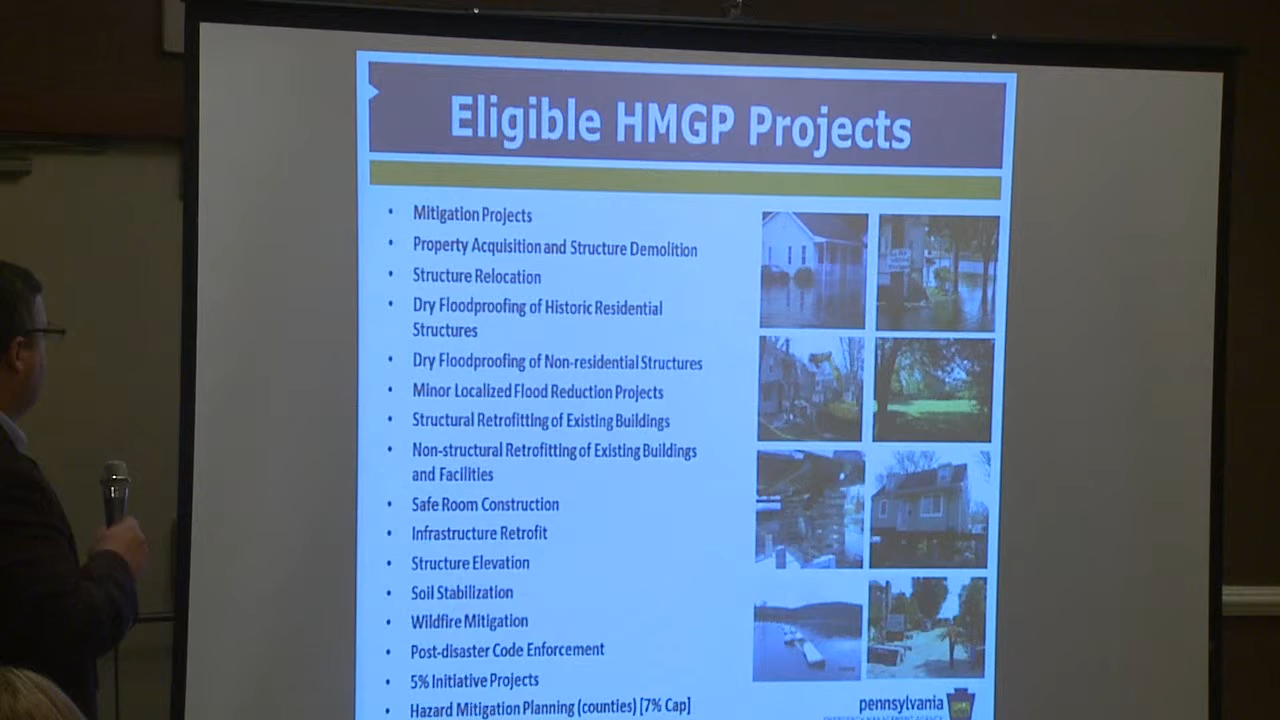 Eligible HMGP Projects
• Mitigation Projects
• Property Acquisition and Structure Demolition
• Structure Relocation
• Dry Floodproofing of Historic Residential
Structures
• Dry Floodproofing of Non-residential Structures
• Minor Localized Flood Reduction Projects
• Structural Retrofitting of Existing Buildings
• Non-structural Retrofitting of Existing Buildings
and Facilities
• Safe Room Construction
• Infrastructure Retrofit
• Structure Elevation
• Soil Stabilization
• Wildfire Mitigation
• Post-disaster Code Enforcement
• 5% Initiative Projects
• Hazard Mitigation Planning (counties) [7% Cap]
pennsylvania